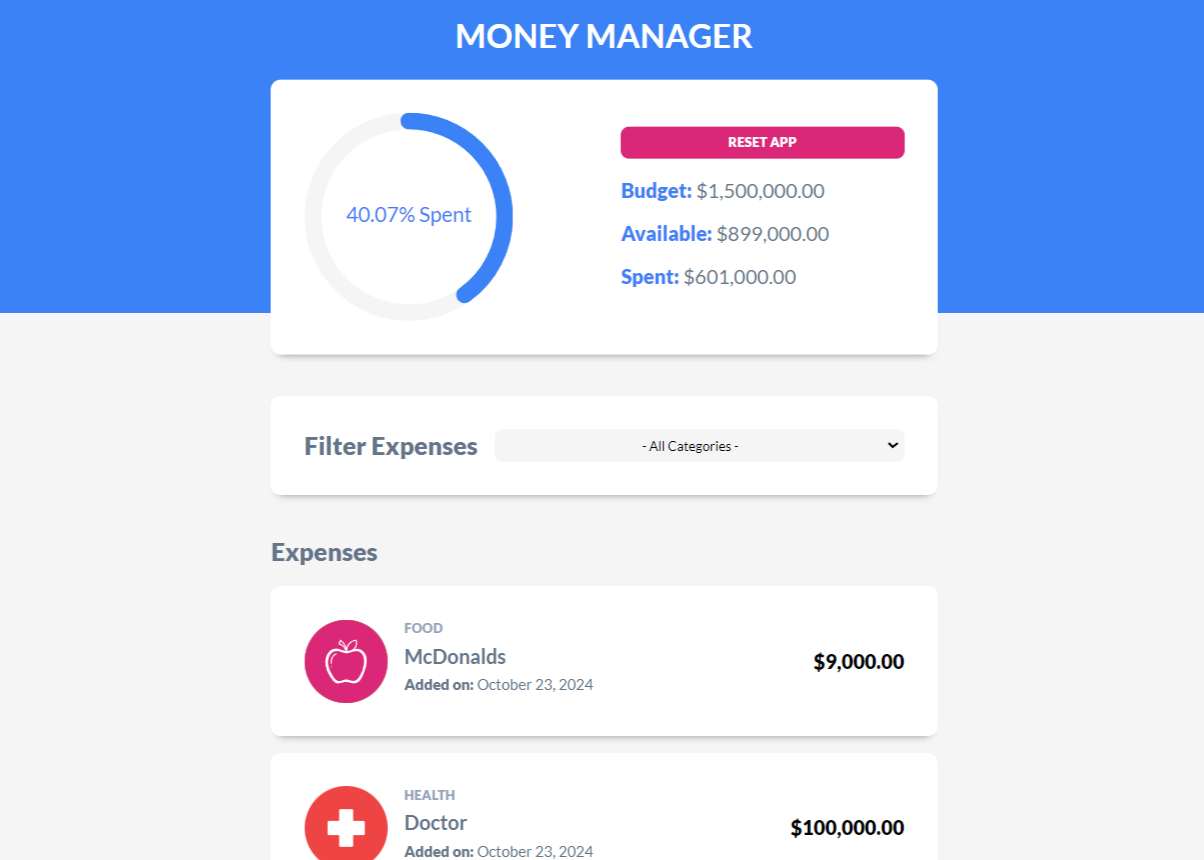 MONEY MANAGER
40.07% Spent
RESET APP
Budget: $1,500,000.00
Available: $899,000.00
Spent: $601,000.00
Filter Expenses
- All Categories -
Expenses
FOOD
McDonalds
Added on: October 23, 2024
$9,000.00
HEALTH
Doctor
Added on: October 23, 2024
$100,000.00